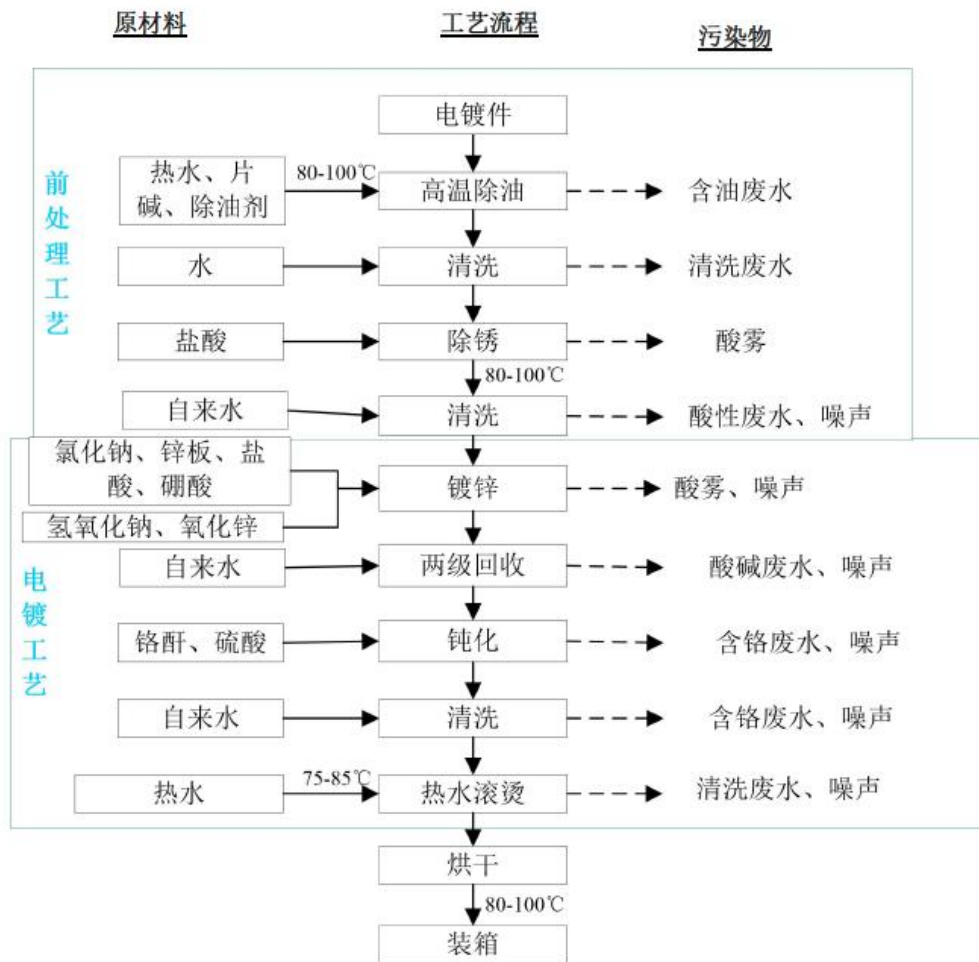 原材料
工艺流程
污染物
前处理工艺
电镀件
热水、片
碱、除油剂
80-100℃
高温除油
含油废水
水
清洗
清洗废水
盐酸
除锈
酸雾
80-100℃
自来水
清洗
酸性废水、噪声
电镀工艺
氯化钠、锌板、盐
酸、硼酸
氢氧化钠、氧化锌
镀锌
酸雾、噪声
自来水
两级回收
酸碱废水、噪声
铬酐、硫酸
钝化
含铬废水、噪声
自来水
清洗
含铬废水、噪声
热水
75-85℃
热水滚烫
清洗废水、噪声
烘干
80-100℃
装箱